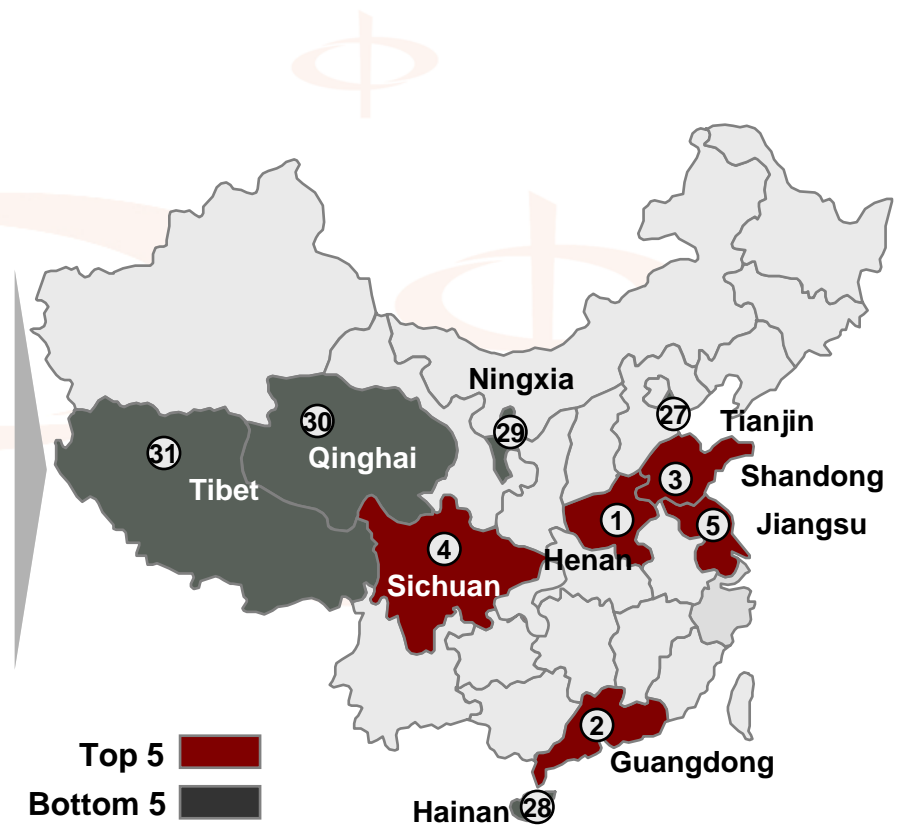 Ningxia
27
Tianjin
30
29
31
Qinghai
3
Shandong
Tibet
1
5
Jiangsu
4
Henan
Sichuan
2
Guangdong
Top 5
Bottom 5
Hainan 28